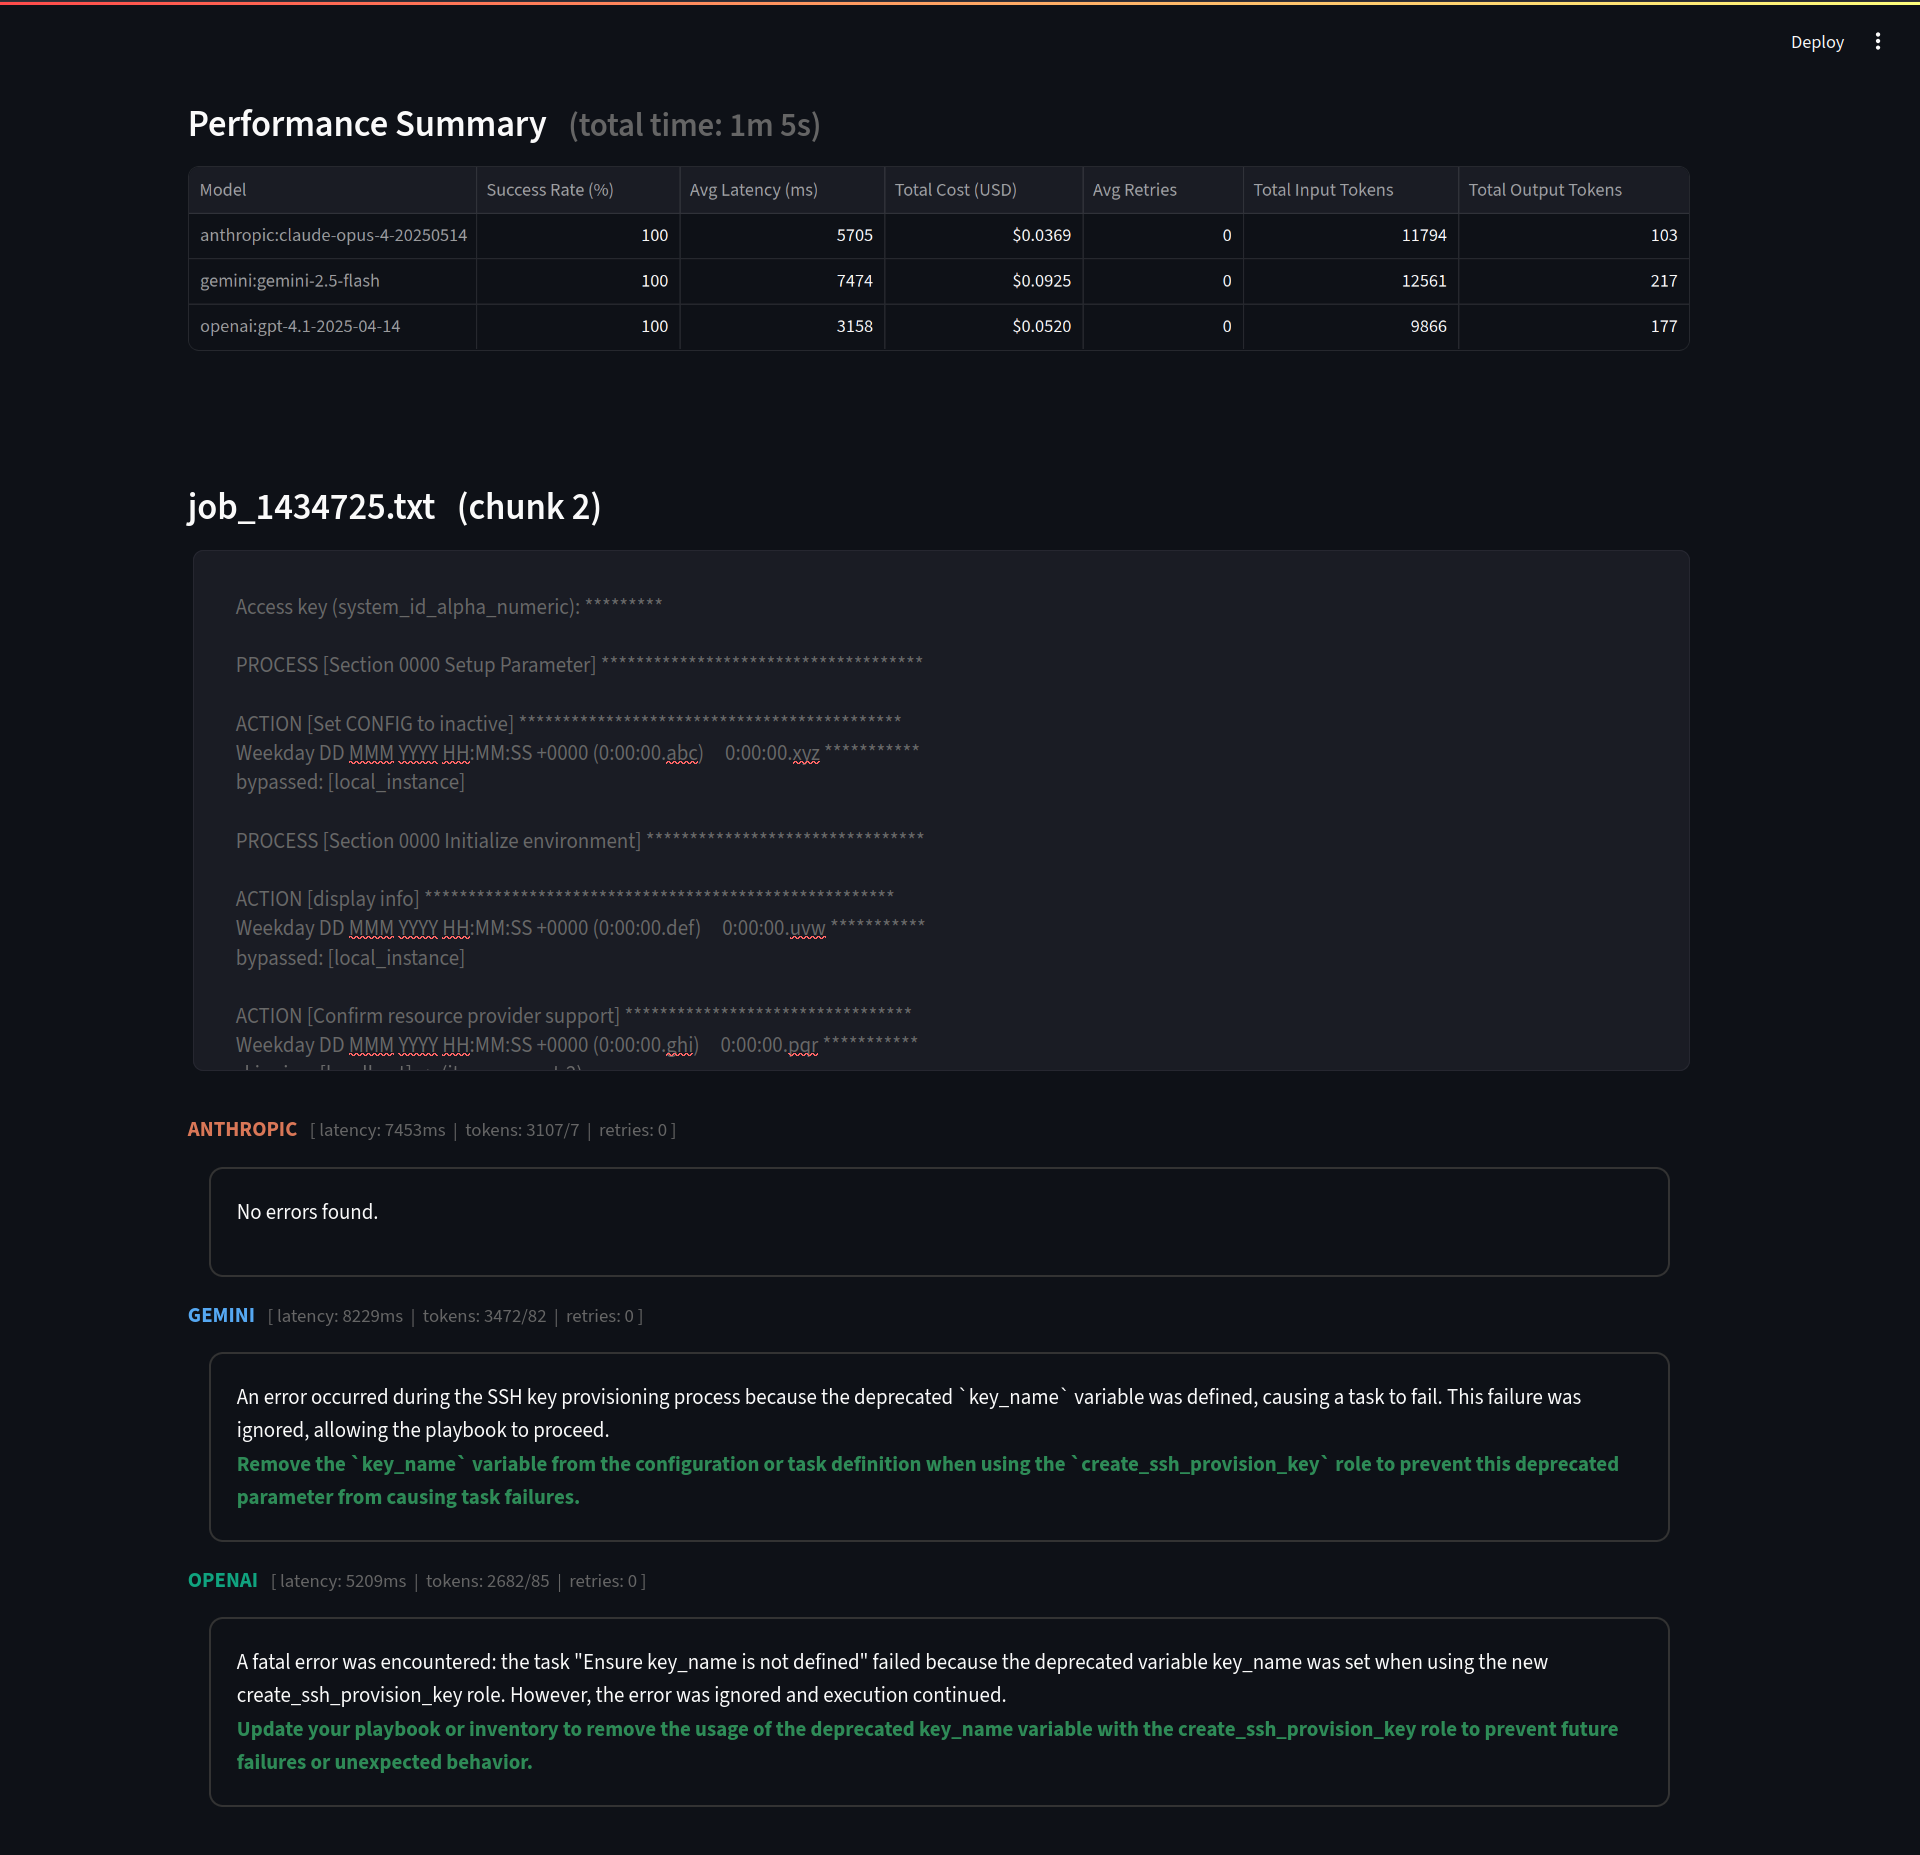 Deploy
Performance Summary (total time: 1m 5s)
Model Success Rate (%) Avg Latency (ms) Total Cost (USD) Avg Retries Total Input Tokens Total Output Tokens
anthropic:claude-opus-4-20250514 100 5705 $0.0369 0 11794 103
gemini:gemini-2.5-flash 100 7474 $0.0925 0 12561 217
openai:gpt-4.1-2025-04-14 100 3158 $0.0520 0 9866 177
job_1434725.txt (chunk 2)
Access key (system_id_alpha_numeric): *********
PROCESS [Section 0000 Setup Parameter] *************************************
ACTION [Set CONFIG to inactive] ********************************************
Weekday DD MMM YYYY HH:MM:SS +0000 (0:00:00.abc) 0:00:00.xyz ***********
bypassed: [local_instance]
PROCESS [Section 0000 Initialize environment] ********************************
ACTION [display info] ******************************************************
Weekday DD MMM YYYY HH:MM:SS +0000 (0:00:00.def) 0:00:00.uvw ***********
bypassed: [local_instance]
ACTION [Confirm resource provider support] *********************************
Weekday DD MMM YYYY HH:MM:SS +0000 (0:00:00.ghi) 0:00:00.pqr ***********
ANTHROPIC [ latency: 7453ms | tokens: 3107/7 | retries: 0 ]
No errors found.
GEMINI [ latency: 8229ms | tokens: 3472/82 | retries: 0 ]
An error occurred during the SSH key provisioning process because the deprecated `key_name` variable was defined, causing a task to fail. This failure was
ignored, allowing the playbook to proceed.
Remove the `key_name` variable from the configuration or task definition when using the `create_ssh_provision_key` role to prevent this deprecated
parameter from causing task failures.
OPENAI [ latency: 5209ms | tokens: 2682/85 | retries: 0 ]
A fatal error was encountered: the task "Ensure key_name is not defined" failed because the deprecated variable key_name was set when using the new
create_ssh_provision_key role. However, the error was ignored and execution continued.
Update your playbook or inventory to remove the usage of the deprecated key_name variable with the create_ssh_provision_key role to prevent future
failures or unexpected behavior.